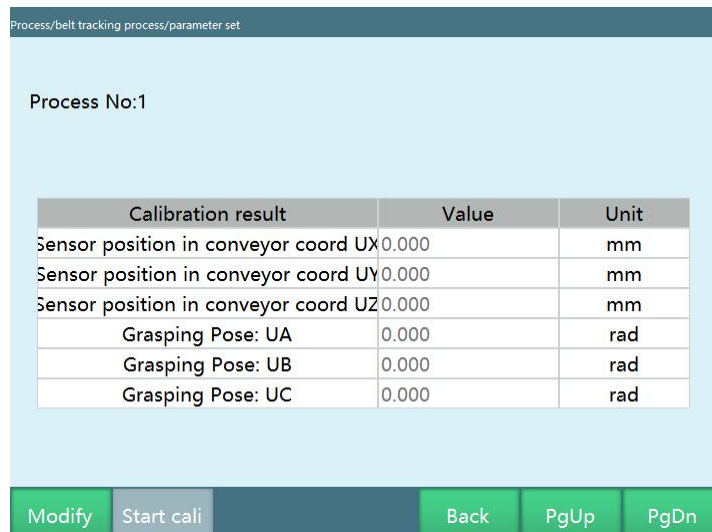 Process/belt tracking process/parameter set
Process No:1
Calibration result Value Unit
Sensor position in conveyor coord UX 0.000 mm
Sensor position in conveyor coord UY 0.000 mm
Sensor position in conveyor coord UZ 0.000 mm
Grasping Pose: UA 0.000 rad
Grasping Pose: UB 0.000 rad
Grasping Pose: UC 0.000 rad
Modify Start cali Back PgUp PgDn